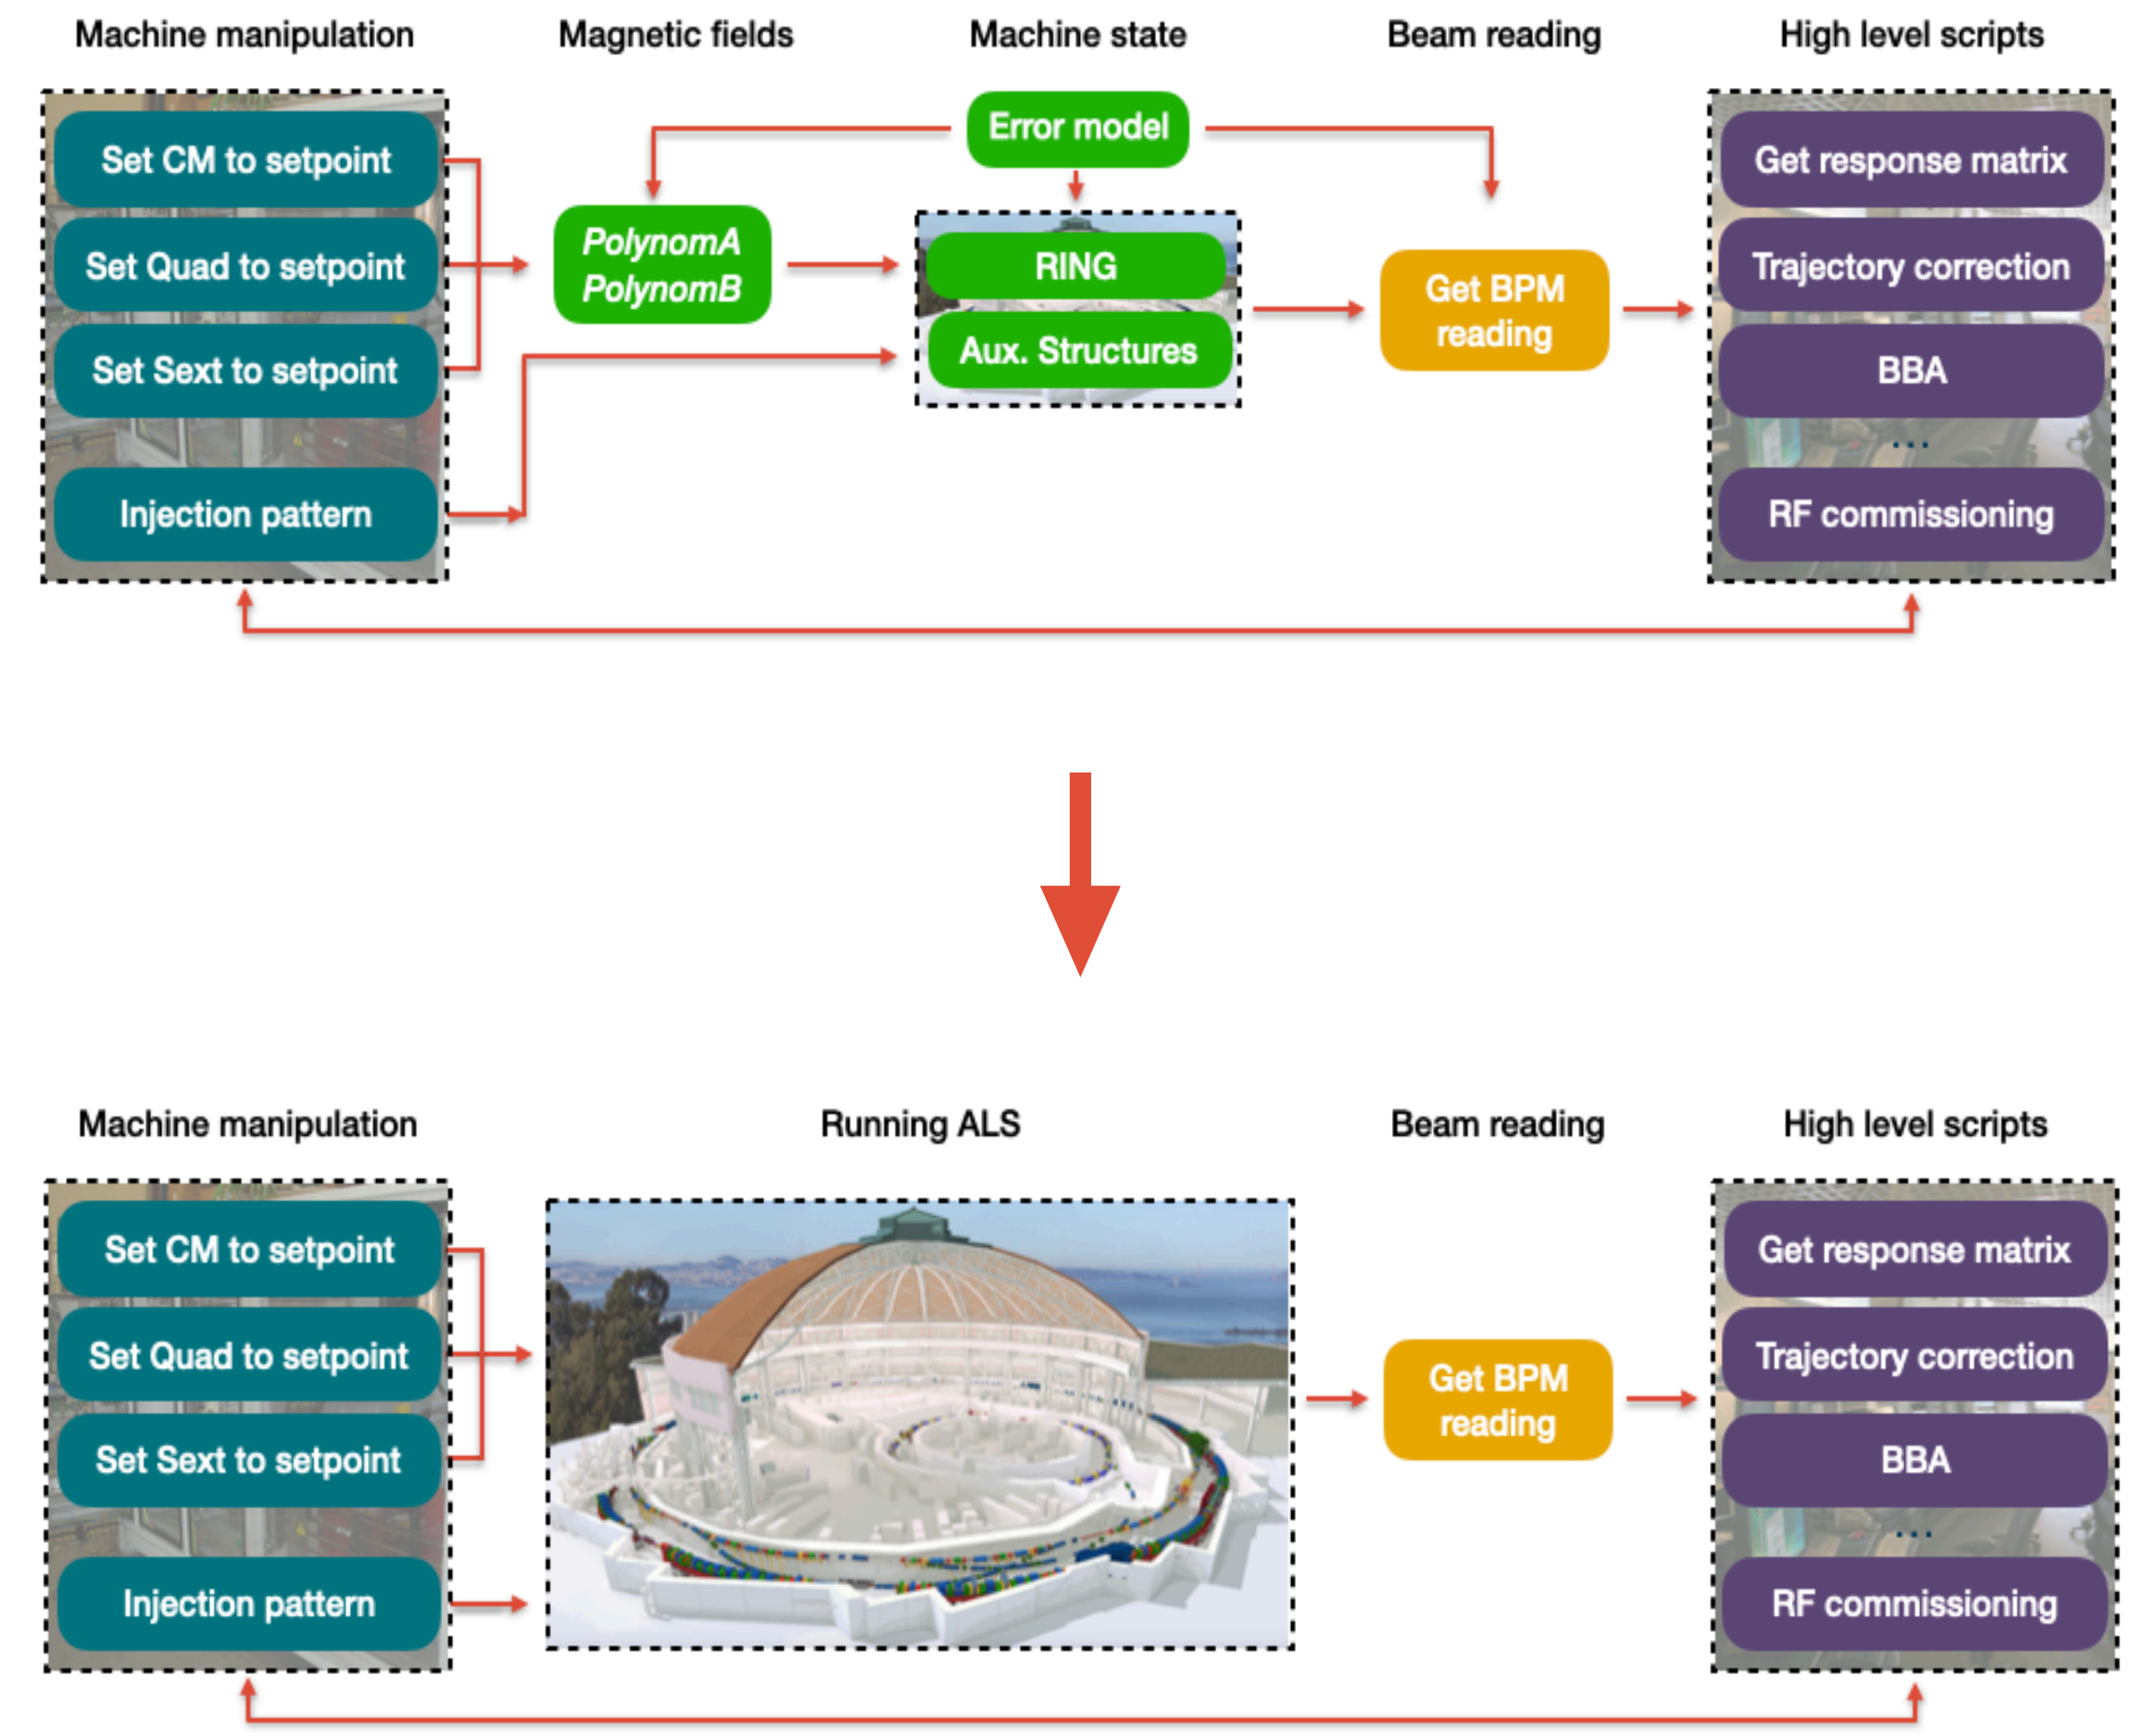 Machine manipulation
Magnetic fields
Machine state
Beam reading
High level scripts
Set CM to setpoint
Set Quad to setpoint
Set Sext to setpoint
Injection pattern
PolynomA
PolynomB
Error model
RING
Aux. Structures
Get BPM
reading
Get response matrix
Trajectory correction
BBA
...
RF commissioning
Machine manipulation
Running ALS
Beam reading
High level scripts
Set CM to setpoint
Set Quad to setpoint
Set Sext to setpoint
Injection pattern
Get BPM
reading
Get response matrix
Trajectory correction
BBA
...
RF commissioning